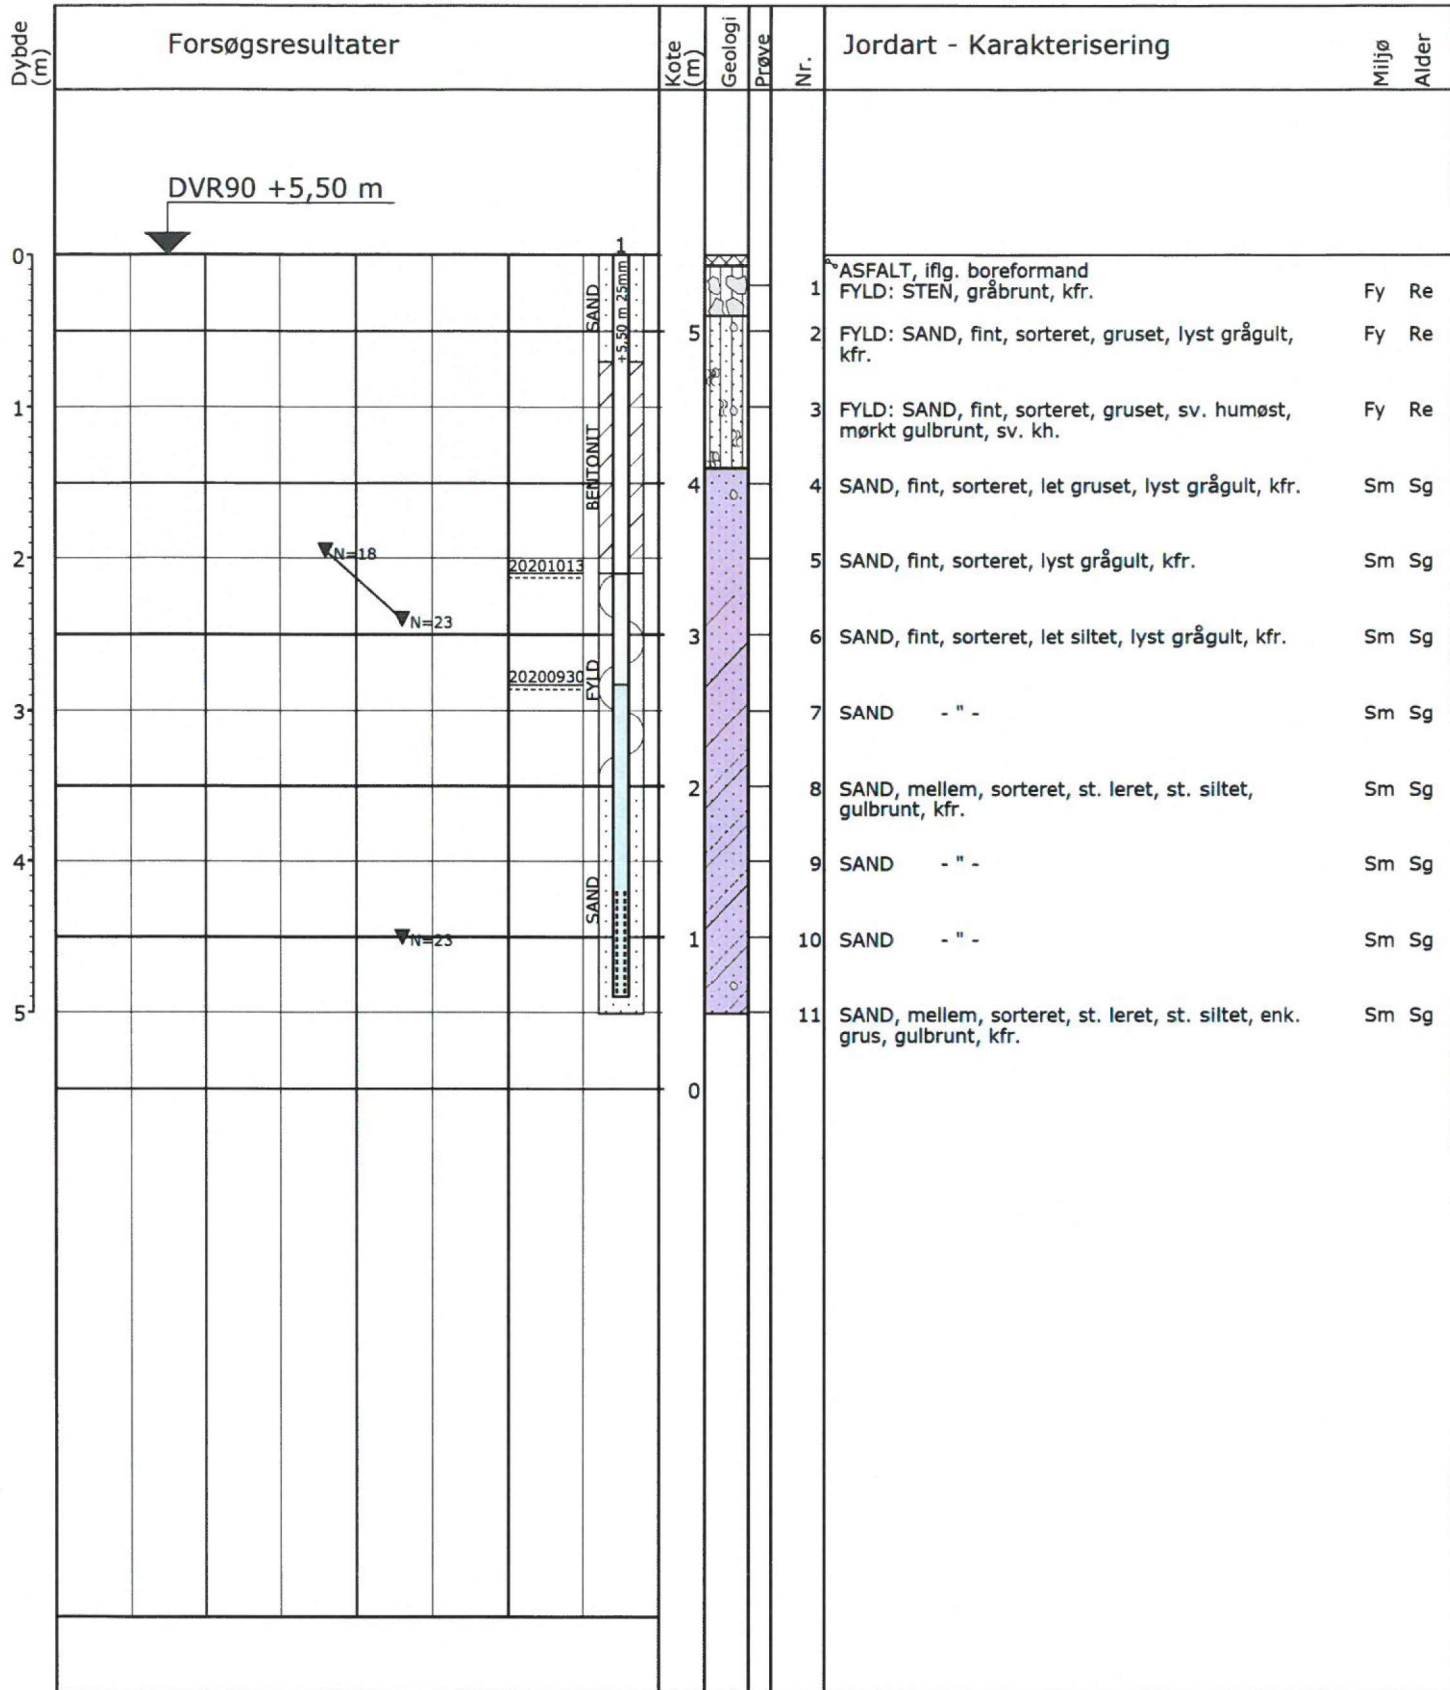 Dybde (m)
Forsøgsresultater
Kote (m)
Geologi
Prøve
Nr.
Jordart - Karakterisering
Miljø
Alder
DVR90 +5,50 m
0
1
2
3
4
5
1
+5,50 m 25mm
SAND
BENTONIT
FYLD
SAND
N=18
N=23
N=23
20201013
20200930
5
4
3
2
1
0
ASFALT, iflg. boreformand
1 FYLD: STEN, gråbrunt, kfr. Fy Re
2 FYLD: SAND, fint, sorteret, gruset, lyst grågult, Fy Re
kfr.
3 FYLD: SAND, fint, sorteret, gruset, sv. humøst, Fy Re
mørkt gulbrunt, sv. kh.
4 SAND, fint, sorteret, let gruset, lyst grågult, kfr. Sm Sg
5 SAND, fint, sorteret, lyst grågult, kfr. Sm Sg
6 SAND, fint, sorteret, let siltet, lyst grågult, kfr. Sm Sg
7 SAND - " - Sm Sg
8 SAND, mellem, sorteret, st. leret, st. siltet, Sm Sg
gulbrunt, kfr.
9 SAND - " - Sm Sg
10 SAND - " - Sm Sg
11 SAND, mellem, sorteret, st. leret, st. siltet, enk. Sm Sg
grus, gulbrunt, kfr.